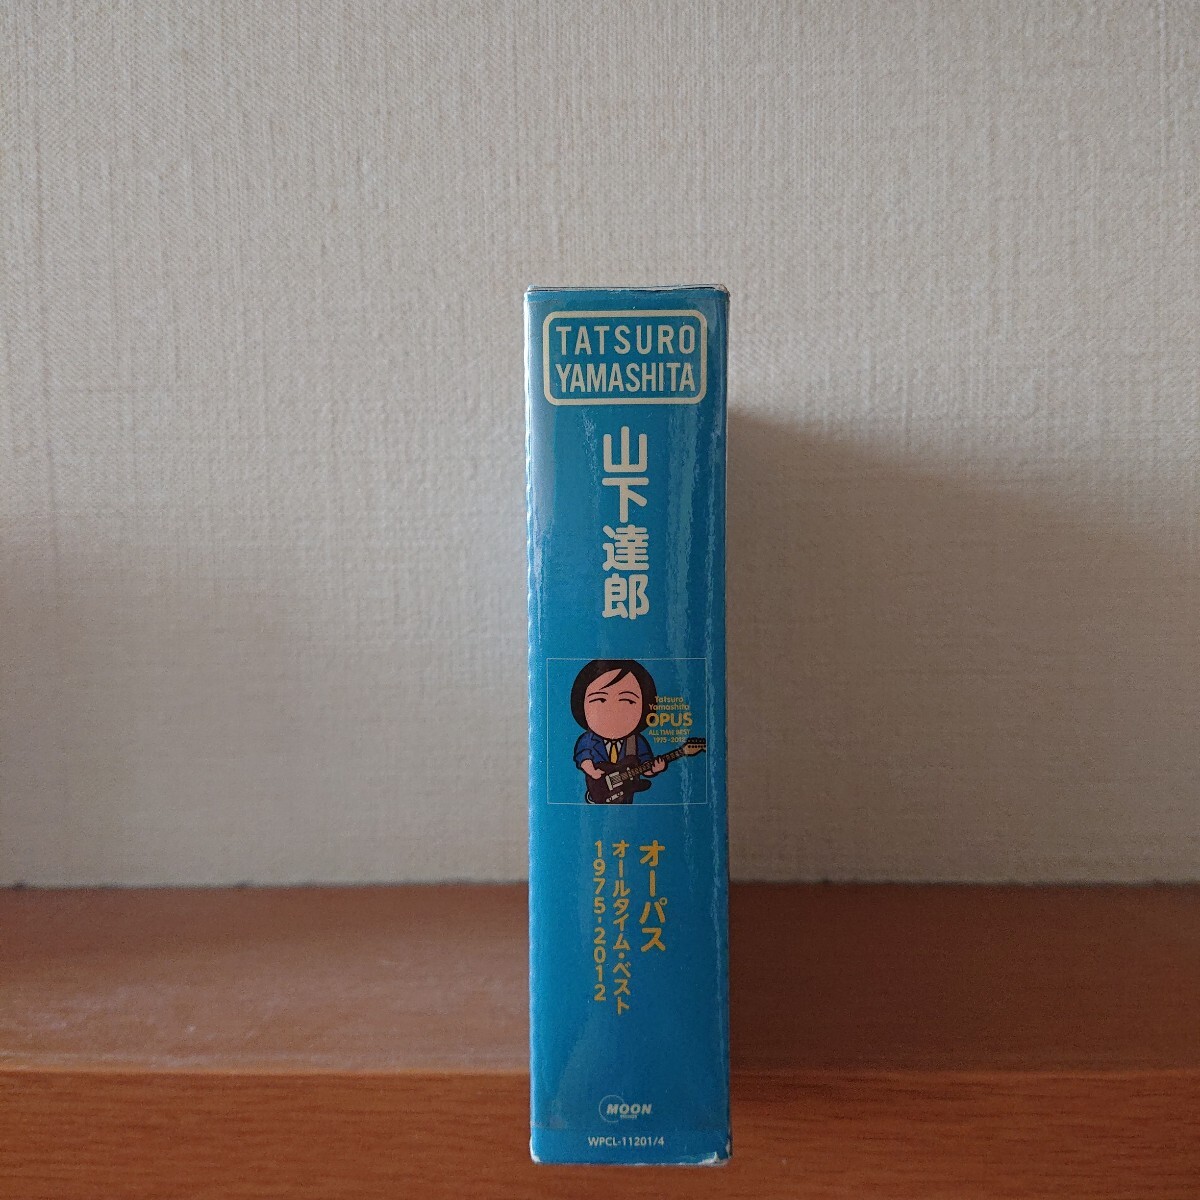 TATSURO
YAMASHITA
山下達郎
Tatsuro
Yamashita
OPUS
ALL TIME BEST
1975-2012
オーパス
オールタイム・ベスト
1975-2012
MOON
WPCL-11201/4